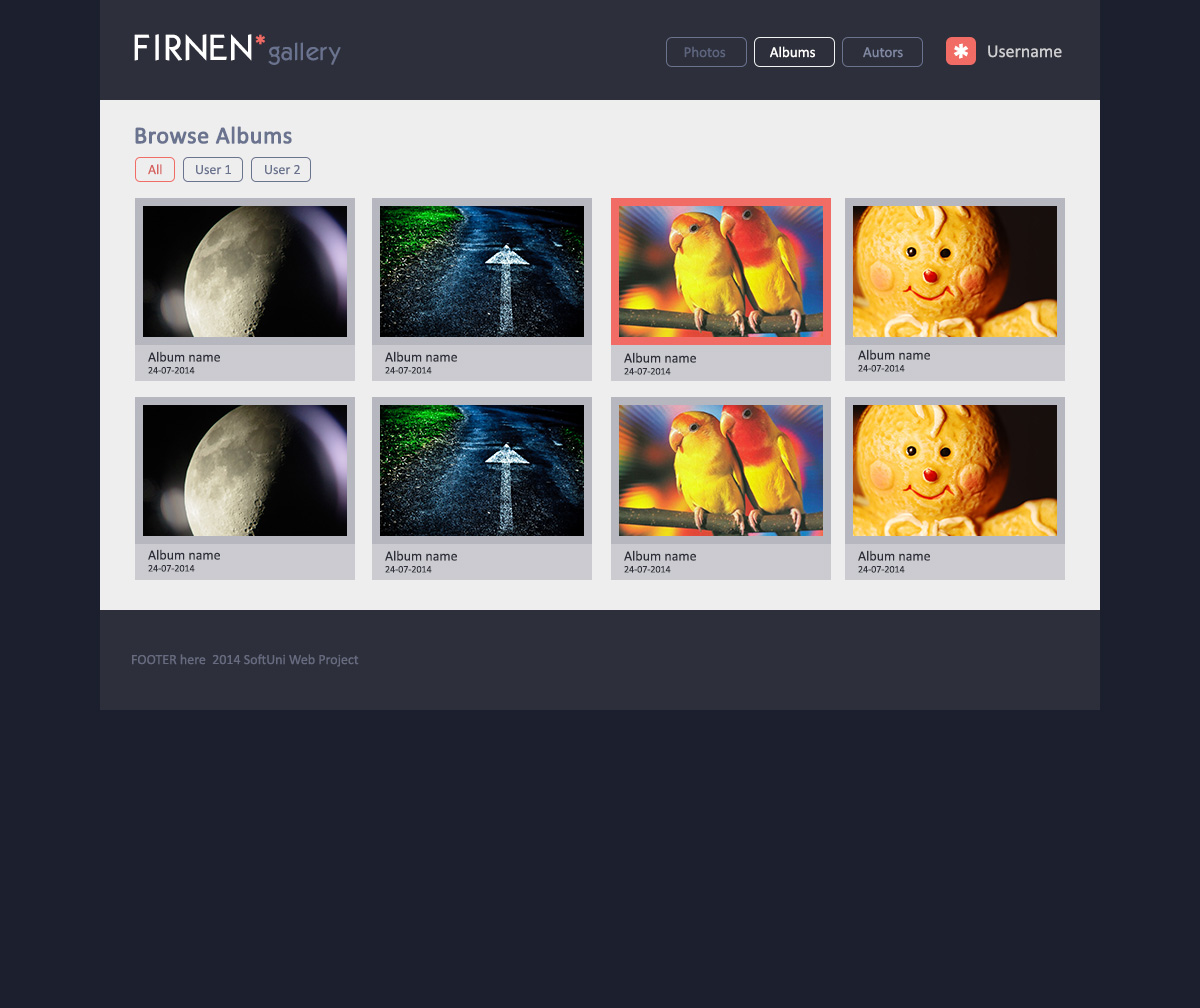 FIRNEN* gallery
Photos
Albums
Autors
* Username
Browse Albums
All
User 1
User 2
Album name
24-07-2014
Album name
24-07-2014
Album name
24-07-2014
Album name
24-07-2014
Album name
24-07-2014
Album name
24-07-2014
Album name
24-07-2014
Album name
24-07-2014
FOOTER here  2014 SoftUni Web Project